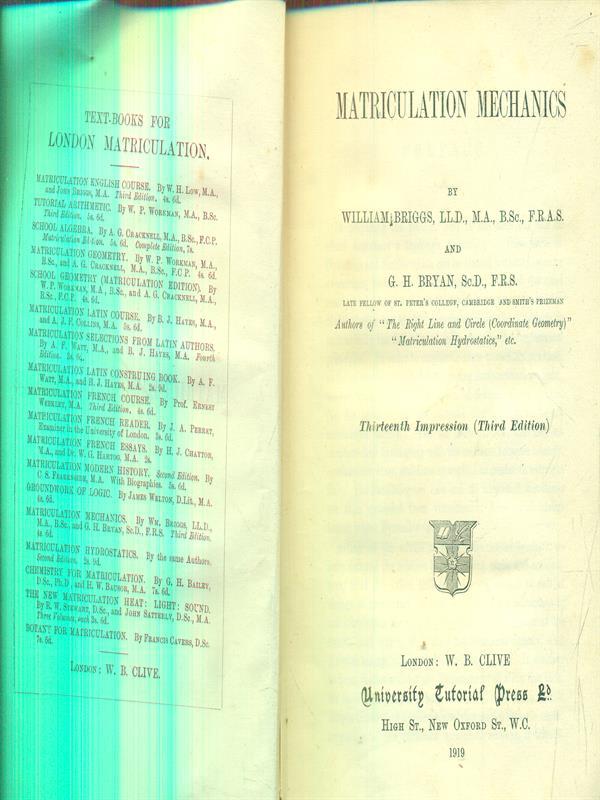 TEXT-BOOKS FOR
LONDON MATRICULATION.
MATRICULATION ENGLISH COURSE. By W. H. Low, M.A.,
and John Briggs, M.A. Third Edition. 4s. 6d.
TUTORIAL ARITHMETIC. By W. P. Workman, M.A., B.Sc.
Third Edition. 5s. 6d.
SCHOOL ALGEBRA. By A. G. Cracknell, M.A., B.Sc., F.C.P.
Matriculation Edition. 5s. 6d. Complete Edition, 7s.
MATRICULATION GEOMETRY. By W. P. Workman, M.A.,
B.Sc., and A. G. Cracknell, M.A., B.Sc., F.C.P. 4s. 6d.
SCHOOL GEOMETRY (MATRICULATION EDITION). By
W. P. Workman, M.A., B.Sc., and A. G. Cracknell, M.A.,
B.Sc., F.C.P. 4s. 6d.
MATRICULATION LATIN COURSE. By B. J. Hayes, M.A.,
and A. J. F. Collins, M.A. 5s. 6d.
MATRICULATION SELECTIONS FROM LATIN AUTHORS.
By A. F. Watt, M.A., and B. J. Hayes, M.A. Fourth
Edition.
MATRICULATION LATIN CONSTRUING BOOK. By A. F.
Watt, M.A., and B. J. Hayes, M.A. 2s. 9d.
MATRICULATION FRENCH COURSE. By Prof. Ernest
Weekley, M.A. Third Edition. 4s. 6d.
MATRICULATION FRENCH READER. By J. A. Perret,
Examiner in the University of London. 3s. 6d.
MATRICULATION FRENCH ESSAYS. By H. J. Chaytor,
M.A., and Dr. W. G. Hartog, M.A. 2s.
MATRICULATION MODERN HISTORY. Second Edition. By
C. S. Fearenside, M.A. With Biographies. 5s. 6d.
GROUNDWORK OF LOGIC. By James Welton, D.Lit., M.A.
4s. 6d.
MATRICULATION MECHANICS. By Wm. Briggs, LL.D.,
M.A., B.Sc., and G. H. Bryan, Sc.D., F.R.S. Third Edition.
4s. 6d.
MATRICULATION HYDROSTATICS. By the same Authors.
Second Edition. 2s. 9d.
CHEMISTRY FOR MATRICULATION. By G. H. Bailey,
D.Sc., Ph.D., and H. W. Bausor, M.A. 7s. 6d.
THE NEW MATRICULATION HEAT: LIGHT: SOUND.
By R. W. Stewart, D.Sc., and John Satterly, D.Sc., M.A.
Three Volumes, each 3s. 6d.
BOTANY FOR MATRICULATION. By Francis Cavers, D.Sc.
7s. 6d.
London: W. B. CLIVE.
MATRICULATION MECHANICS
BY
WILLIAM BRIGGS, LL.D., M.A., B.Sc., F.R.A.S.
AND
G. H. BRYAN, Sc.D., F.R.S.
LATE FELLOW OF ST. PETER'S COLLEGE, CAMBRIDGE AND SMITH'S PRIZEMAN
Authors of "The Right Line and Circle (Coordinate Geometry)"
"Matriculation Hydrostatics," etc.
Thirteenth Impression (Third Edition)
London: W. B. CLIVE
University Tutorial Press Ld.
High St., New Oxford St., W.C.
1919